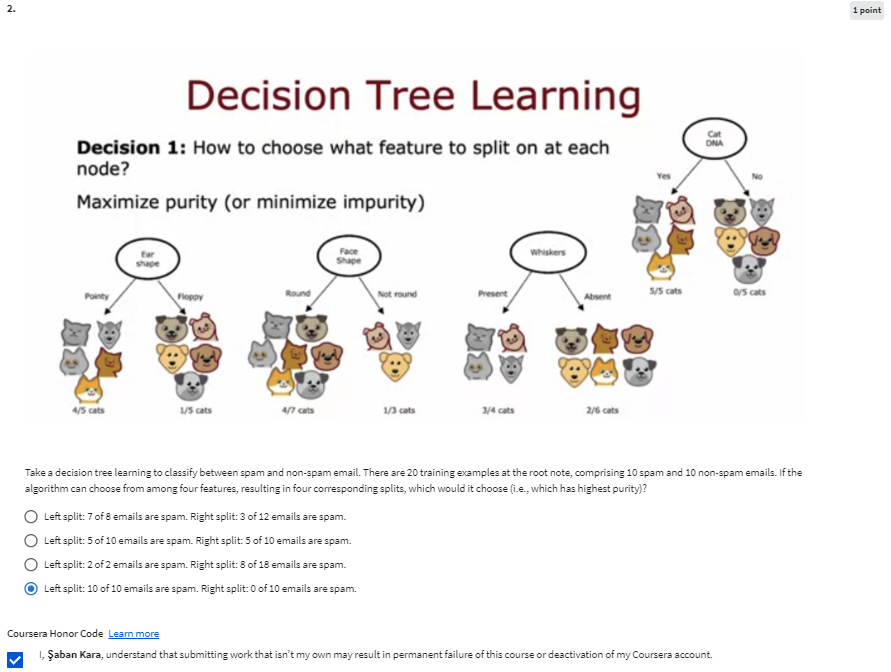 2.
1 point
Decision Tree Learning
Decision 1: How to choose what feature to split on at each
node?
Maximize purity (or minimize impurity)
Cat
DNA
Yes
No
5/5 cats
0/5 cats
Ear
shape
Pointy
Floppy
4/5 cats
1/5 cats
Face
Shape
Round
Not round
4/7 cats
1/3 cats
Whiskers
Present
Absent
3/4 cats
2/6 cats
Take a decision tree learning to classify between spam and non-spam email. There are 20 training examples at the root note, comprising 10 spam and 10 non-spam emails. If the
algorithm can choose from among four features, resulting in four corresponding splits, which would it choose (i.e., which has highest purity)?
Left split: 7 of 8 emails are spam. Right split: 3 of 12 emails are spam.
Left split: 5 of 10 emails are spam. Right split: 5 of 10 emails are spam.
Left split: 2 of 2 emails are spam. Right split: 8 of 18 emails are spam.
Left split: 10 of 10 emails are spam. Right split: 0 of 10 emails are spam.
Coursera Honor Code Learn more
I, Şaban Kara, understand that submitting work that isn't my own may result in permanent failure of this course or deactivation of my Coursera account.